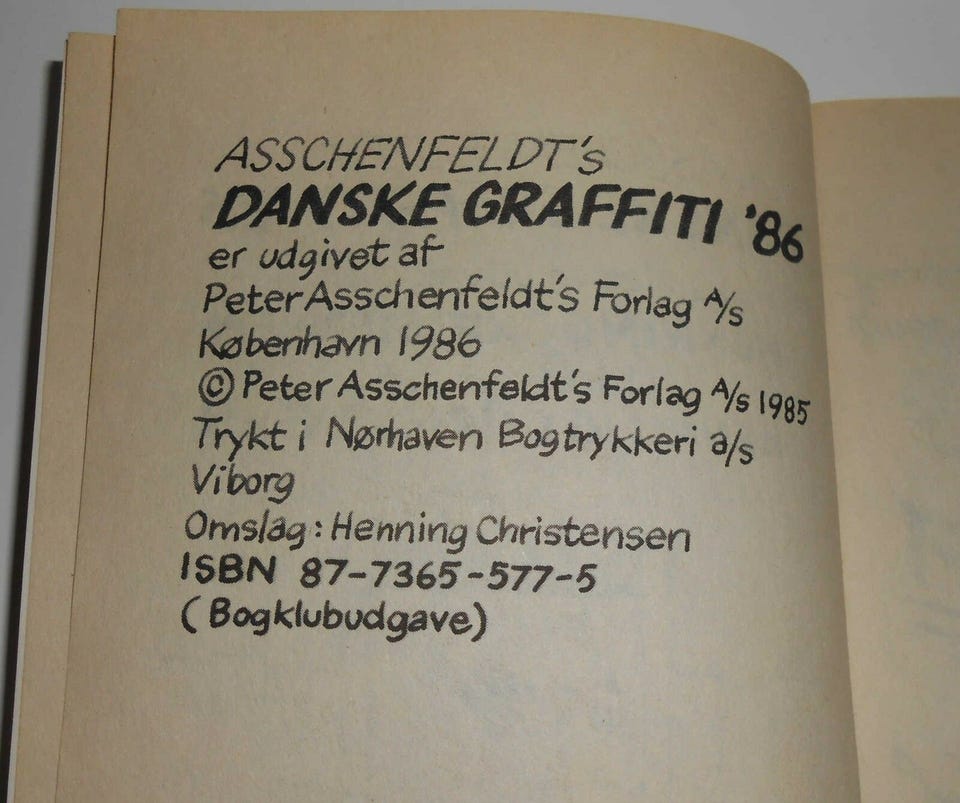 ASSCHENFELDT's
DANSKE GRAFFITI '86
er udgivet af
Peter Asschenfeldt's Forlag A/s
København 1986
© Peter Asschenfeldt's Forlag A/s 1985
Trykt i Nørhaven Bogtrykkeri a/s
Viborg
Omslag: Henning Christensen
ISBN 87-7365-577-5
(Bogklubudgave)